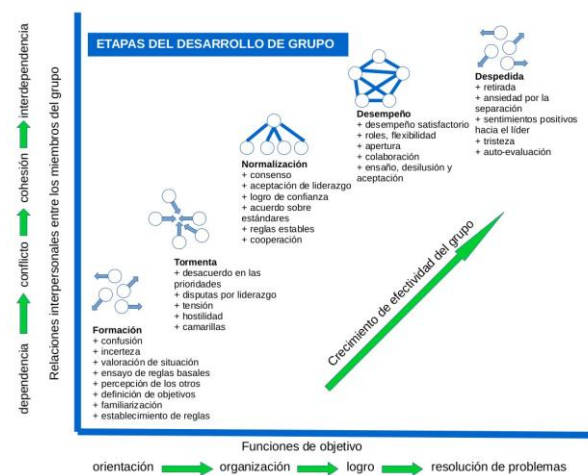 ETAPAS DEL DESARROLLO DE GRUPO
Despedida
+ retirada
+ ansiedad por la
separación
+ sentimientos positivos
hacia el líder
+ tristeza
+ auto-evaluación
Desempeño
+ desempeño satisfactorio
+ roles, flexibilidad
+ apertura
+ colaboración
+ ensaño, desilusión y
aceptación
Normalización
+ consenso
+ aceptación de liderazgo
+ logro de confianza
+ acuerdo sobre
estándares
+ reglas estables
+ cooperación
Tormenta
+ desacuerdo en las
prioridades
+ disputas por liderazgo
+ tensión
+ hostilidad
+ camarillas
Formación
+ confusión
+ incerteza
+ valoración de situación
+ ensayo de reglas basales
+ percepción de los otros
+ definición de objetivos
+ familiarización
+ establecimiento de reglas
Crecimiento de efectividad del grupo
dependencia conflicto cohesión interdependencia
Relaciones interpersonales entre los miembros del grupo
Funciones de objetivo
orientación organización logro resolución de problemas